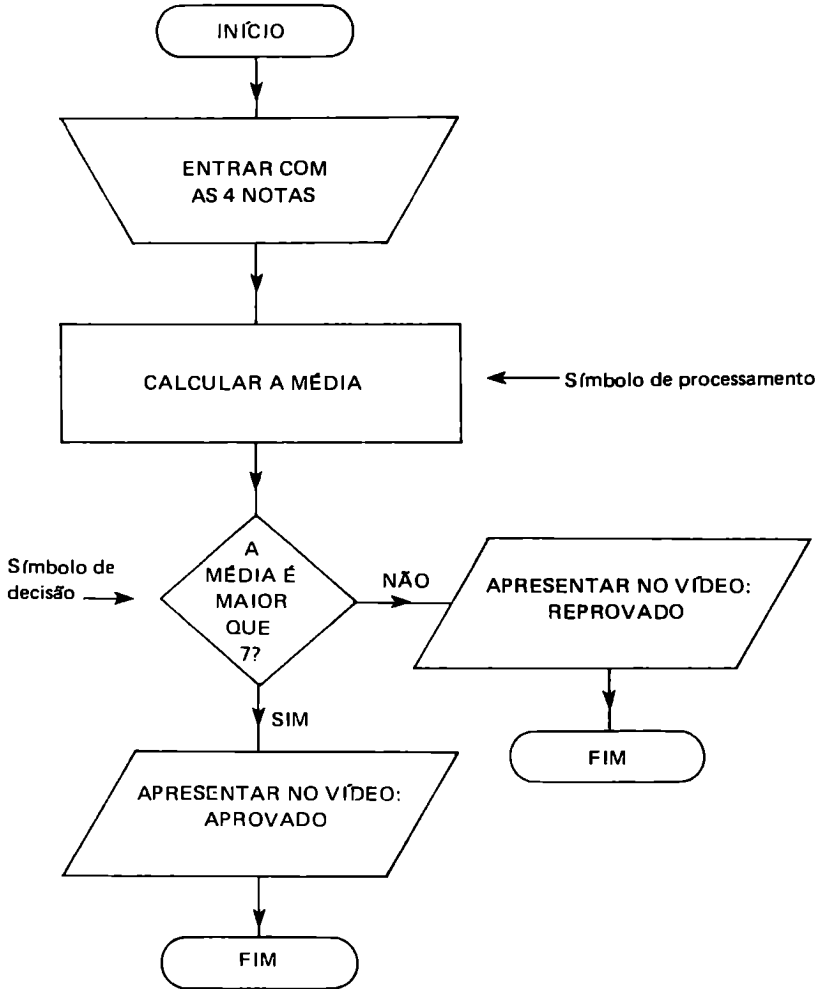 INÍCIO
ENTRAR COM
AS 4 NOTAS
CALCULAR A MÉDIA
Símbolo de processamento
Símbolo de
decisão
A
MÉDIA É
MAIOR
QUE
7?
NÃO
APRESENTAR NO VÍDEO:
REPROVADO
FIM
SIM
APRESENTAR NO VÍDEO:
APROVADO
FIM